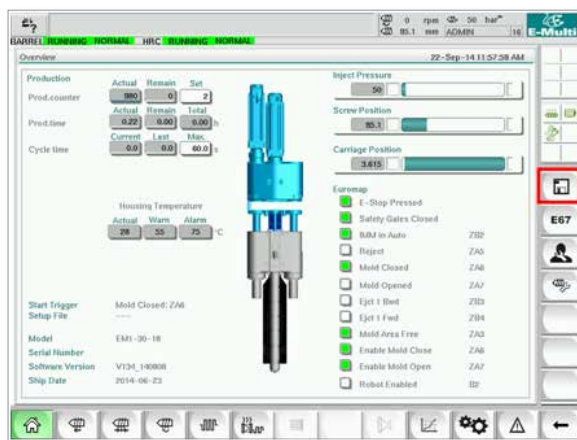 0 rpm 50 bar
85.1 mm ADMIN 16 E-Multi
BARREL RUNNING NORMAL HRC RUNNING NORMAL
Overview 22-Sep-14 11:57:58 AM
Production Actual Remain Set Inject Pressure
Prod.counter 980 0 2 50
Actual Remain Total Screw Position
Prod.time 0.22 0.00 0.00 h 85.1
Current Last Max. Carriage Position
Cycle time 0.0 0.0 60.0 s 3.615
Euromap
E-Stop Pressed
Housing Temperature Safety Gates Closed
Actual Warn Alarm IMM in Auto ZB2
28 55 75 °C Reject ZA5
Mold Closed ZA6
Mold Opened ZA7
Start Trigger Mold Closed: ZA6 Ejct 1 Bwd ZB3
Setup File ---- Ejct 1 Fwd ZB4
Model EM1-30-18 Mold Area Free ZA3
Serial Number Enable Mold Close ZA6
Software Version V134_140808 Enable Mold Open ZA7
Ship Date 2014-06-23 Robot Enabled B2
E67